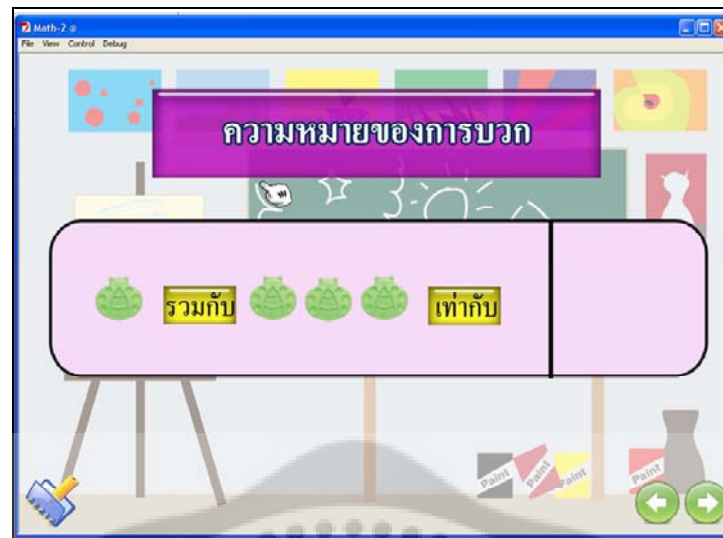 Math-2
File View Control Debug
ความหมายของการบวก
รวมกับ เท่ากับ
Paint Paint Paint Paint